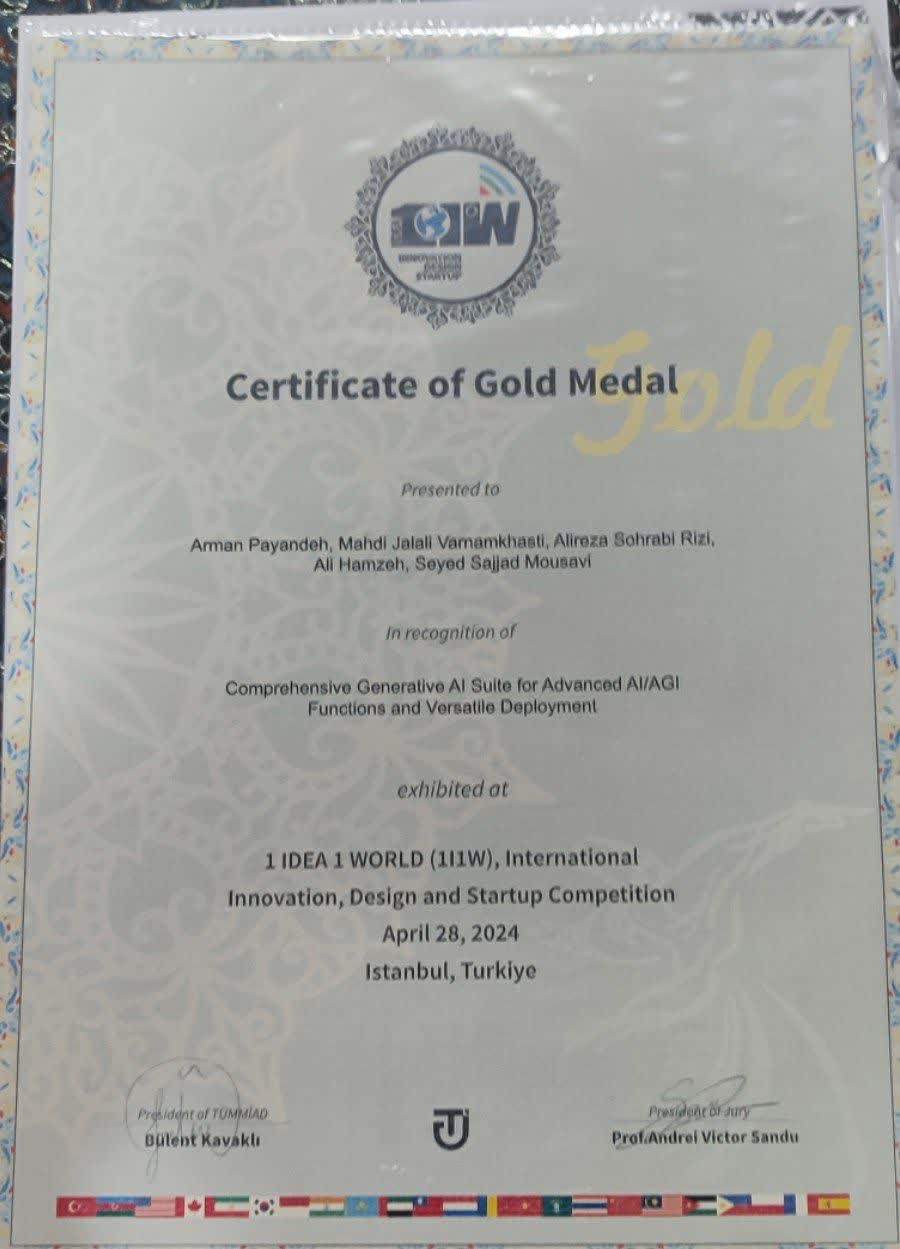 1I1W
INNOVATION
DESIGN
STARTUP
Gold
Certificate of Gold Medal
Presented to
Arman Payandeh, Mahdi Jalali Varnamkhasti, Alireza Sohrabi Rizi,
Ali Hamzeh, Seyed Sajjad Mousavi
In recognition of
Comprehensive Generative AI Suite for Advanced AI/AGI
Functions and Versatile Deployment
exhibited at
1 IDEA 1 WORLD (1I1W), International
Innovation, Design and Startup Competition
April 28, 2024
Istanbul, Turkiye
President of TÜMMİAD
Bülent Kavaklı
President of Jury
Prof.Andrei Victor Sandu